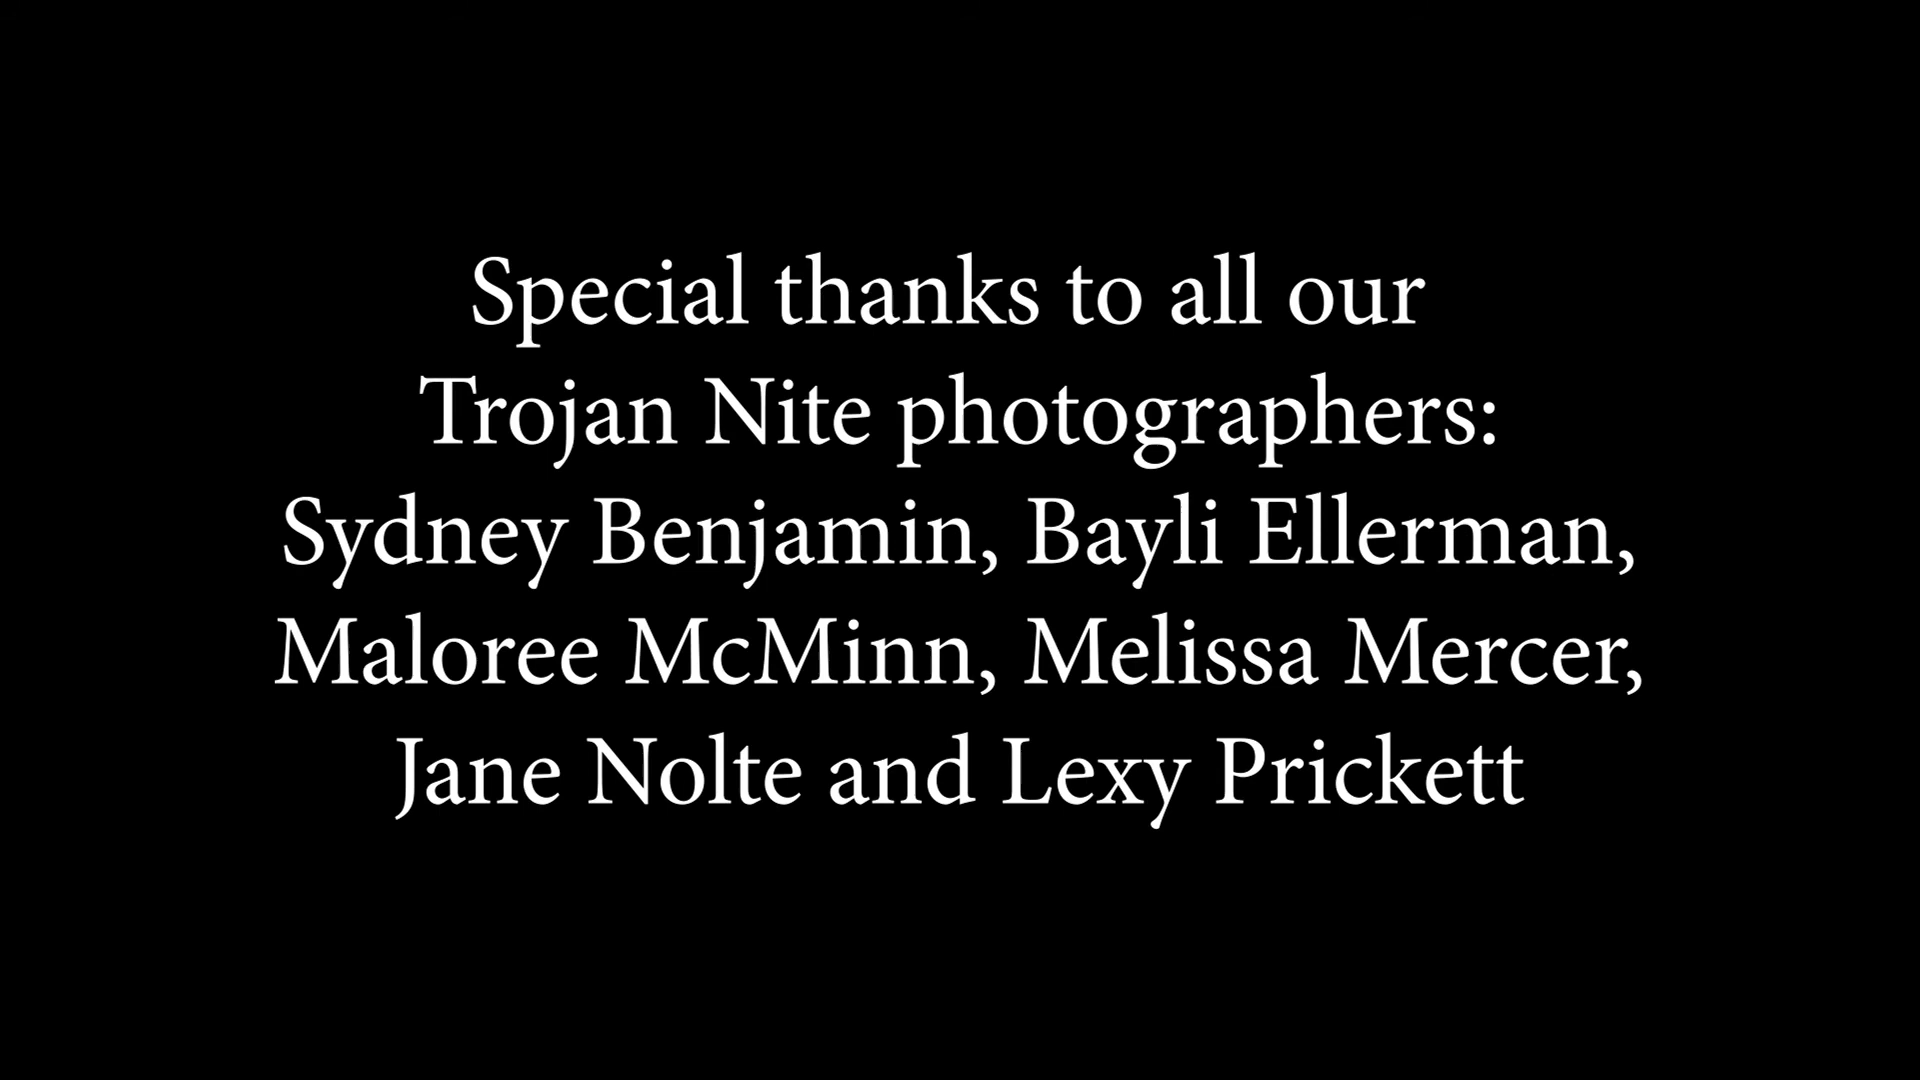 Special thanks to all our
Trojan Nite photographers:
Sydney Benjamin, Bayli Ellerman,
Maloree McMinn, Melissa Mercer,
Jane Nolte and Lexy Prickett